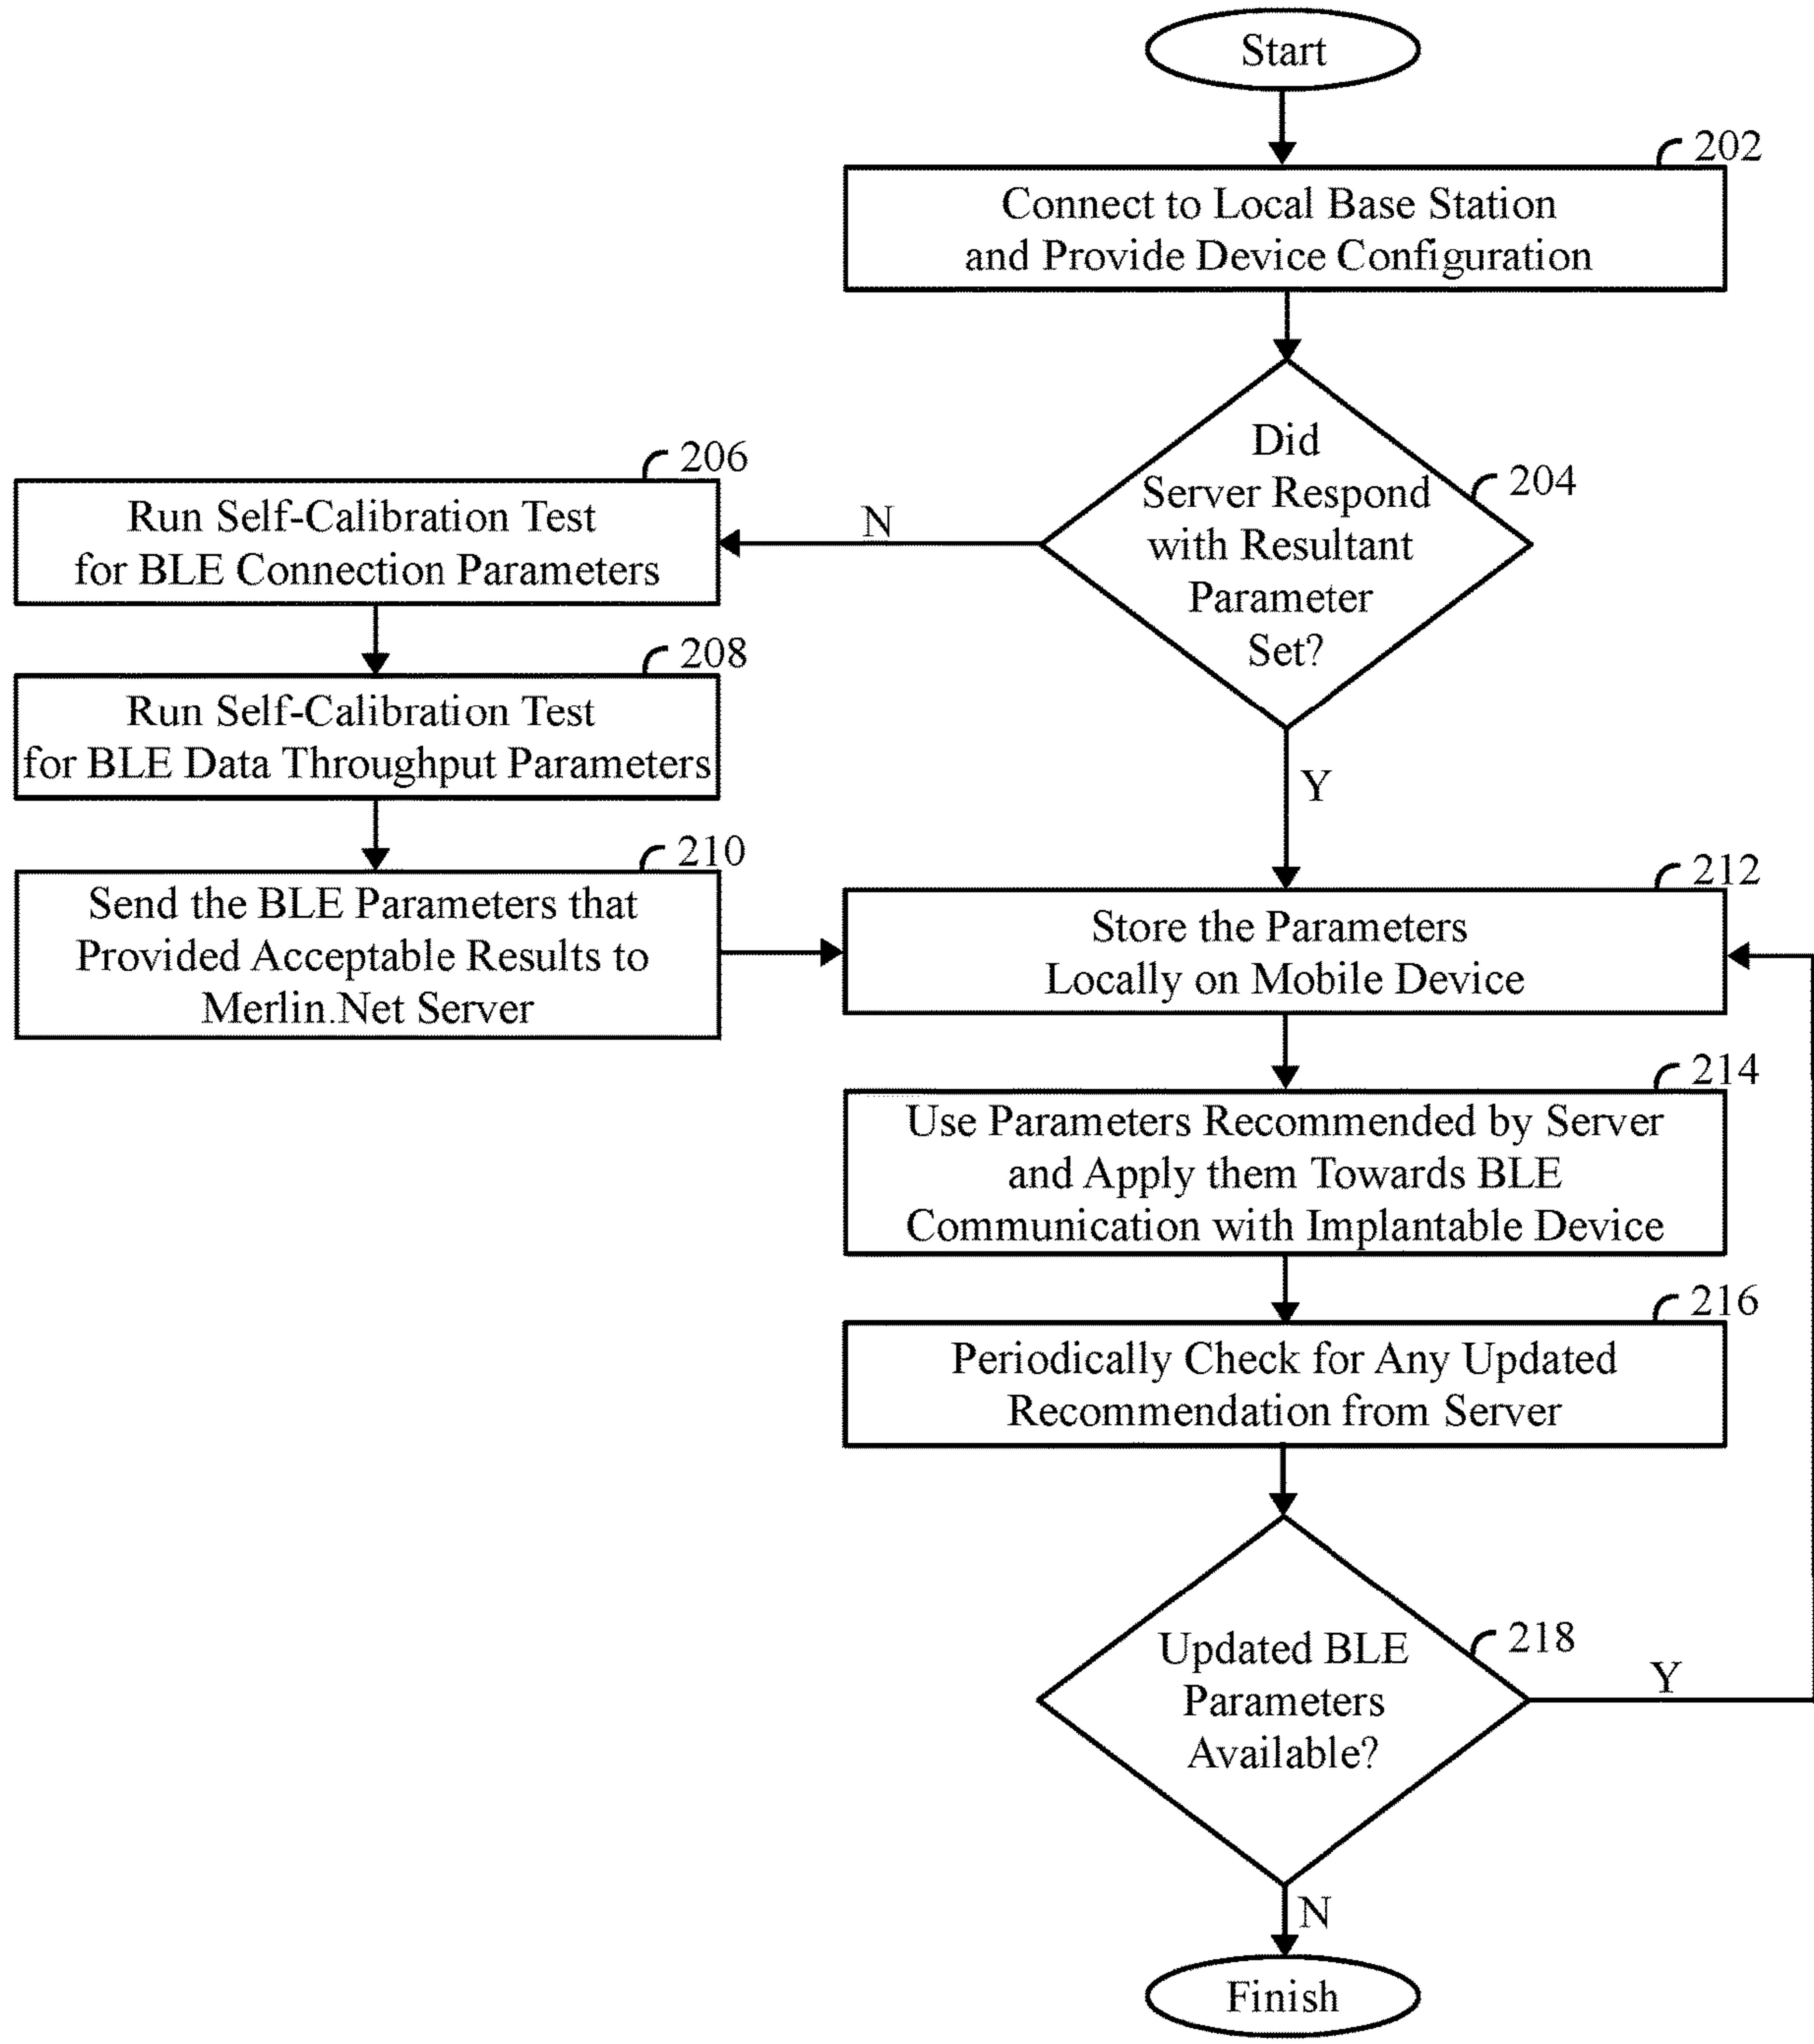 Start
202
Connect to Local Base Station
and Provide Device Configuration
Did
Server Respond
with Resultant
Parameter
Set?
204
N
Y
206
Run Self-Calibration Test
for BLE Connection Parameters
208
Run Self-Calibration Test
for BLE Data Throughput Parameters
210
Send the BLE Parameters that
Provided Acceptable Results to
Merlin.Net Server
212
Store the Parameters
Locally on Mobile Device
214
Use Parameters Recommended by Server
and Apply them Towards BLE
Communication with Implantable Device
216
Periodically Check for Any Updated
Recommendation from Server
218
Updated BLE
Parameters
Available?
Y
N
Finish